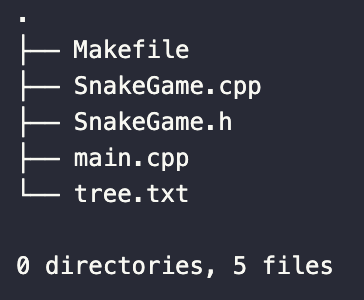 .
├── Makefile
├── SnakeGame.cpp
├── SnakeGame.h
├── main.cpp
└── tree.txt
0 directories, 5 files